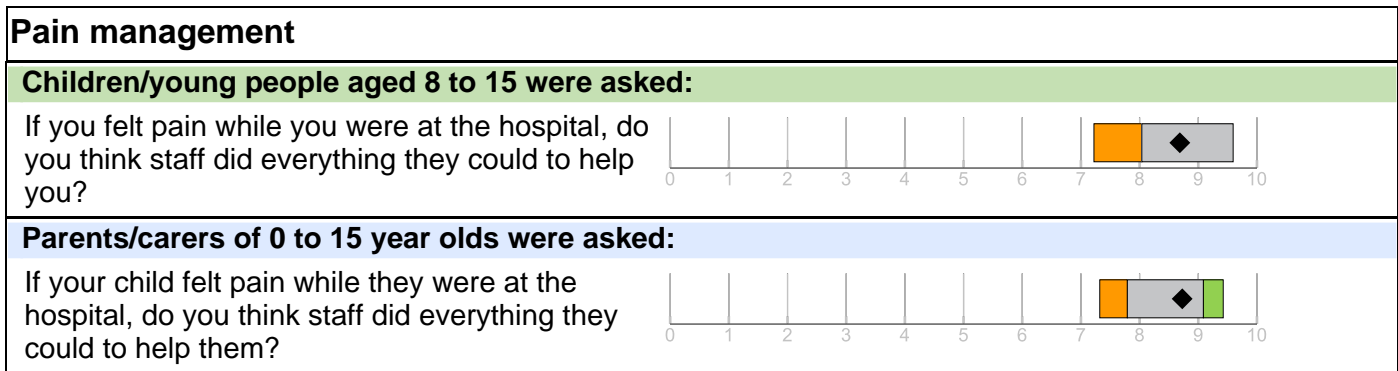 Pain management
Children/young people aged 8 to 15 were asked:
If you felt pain while you were at the hospital, do
you think staff did everything they could to help
you?
0 1 2 3 4 5 6 7 8 9 10
Parents/carers of 0 to 15 year olds were asked:
If your child felt pain while they were at the
hospital, do you think staff did everything they
could to help them?
0 1 2 3 4 5 6 7 8 9 10